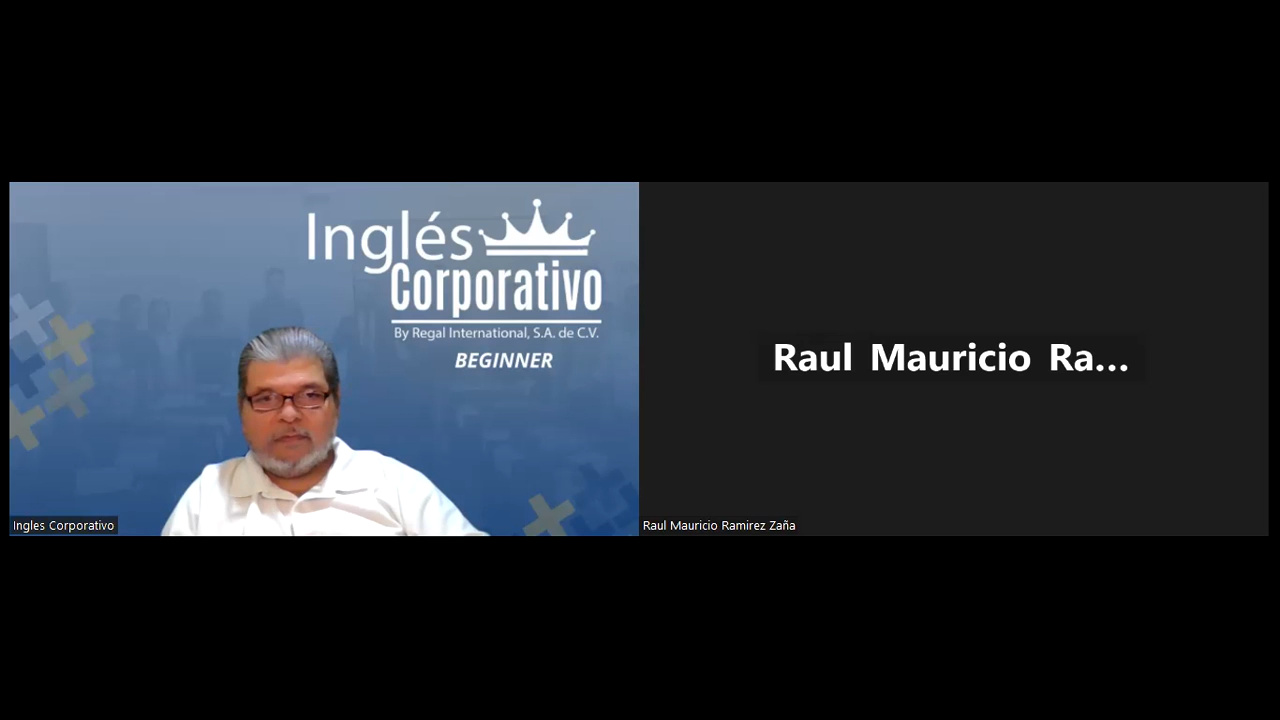 Inglés
Corporativo
By Regal International, S.A. de C.V.
BEGINNER
Ingles Corporativo
Raul Mauricio Ra...
Raul Mauricio Ramirez Zaña